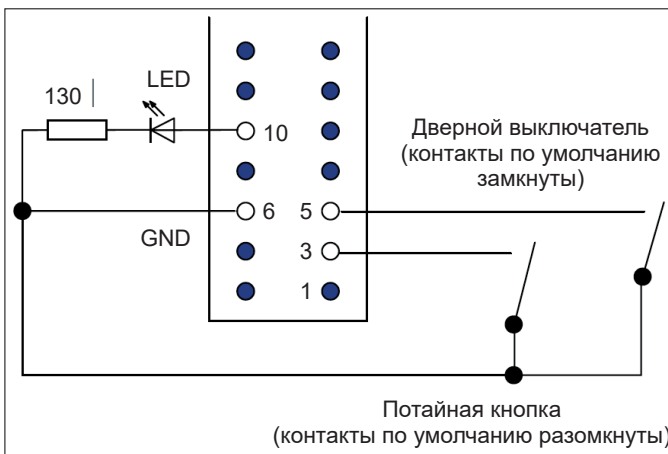 LED
130
10
Дверной выключатель
(контакты по умолчанию
замкнуты)
6
5
GND
3
1
Потайная кнопка
(контакты по умолчанию разомкнуты)